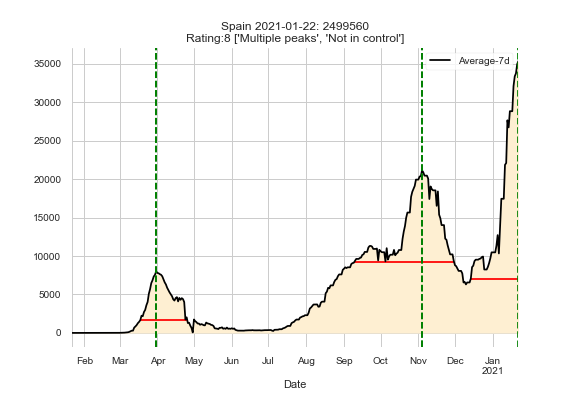 Spain 2021-01-22: 2499560
Rating:8 ['Multiple peaks', 'Not in control']
Average-7d
35000
30000
25000
20000
15000
10000
5000
0
Feb Mar Apr May Jun Jul Aug Sep Oct Nov Dec Jan
2021
Date